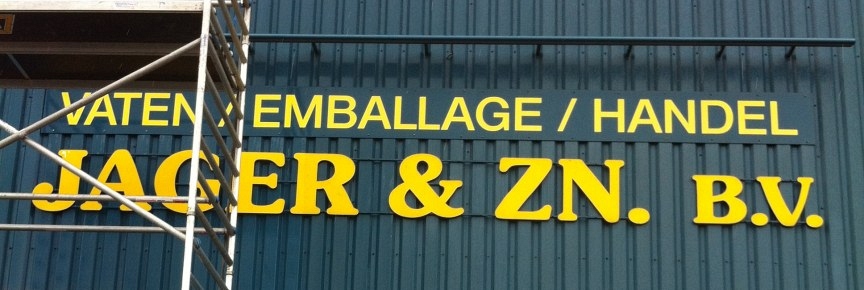 VATEN / EMBALLAGE / HANDEL
JAGER & ZN. B.V.